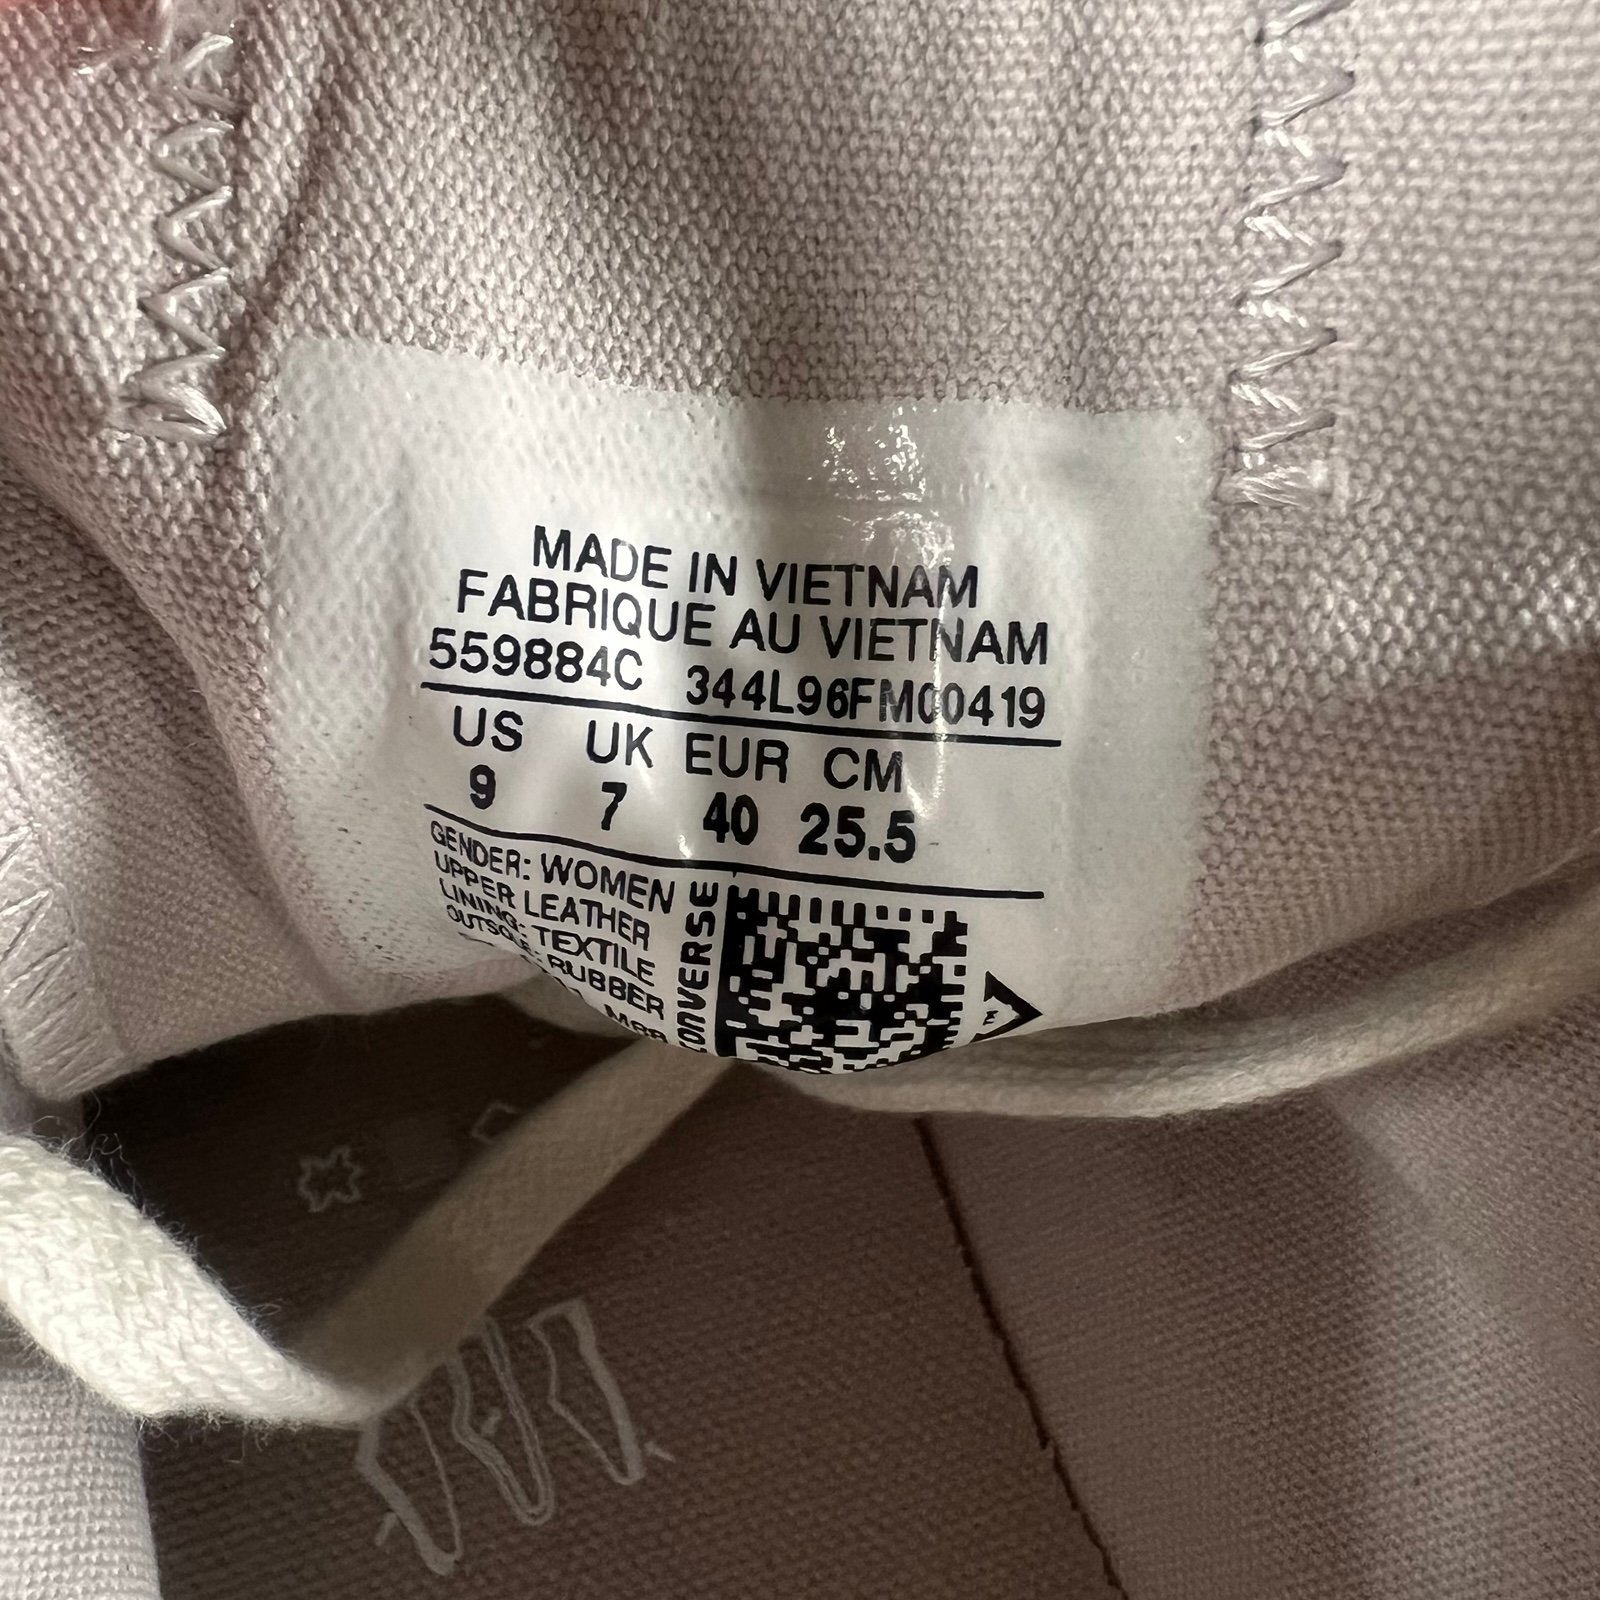 MADE IN VIETNAM
FABRIQUE AU VIETNAM
559884C 344L96FM00419
US UK EUR CM
9 7 40 25.5
GENDER: WOMEN
UPPER LEATHER
LINING: TEXTILE
OUTSOLE: RUBBER
CONVERSE